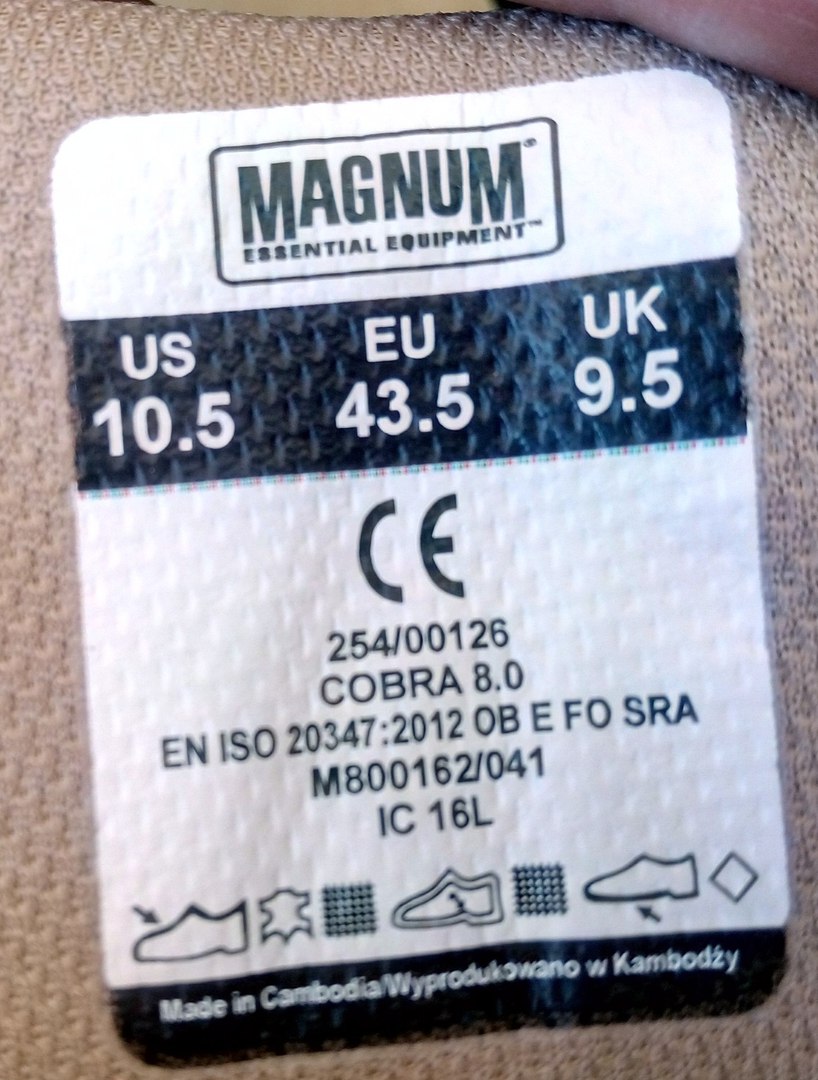 MAGNUM®
ESSENTIAL EQUIPMENT™
US EU UK
10.5 43.5 9.5
CE
254/00126
COBRA 8.0
EN ISO 20347:2012 OB E FO SRA
M800162/041
IC 16L
Made in Cambodia/Wyprodukowano w Kambodży